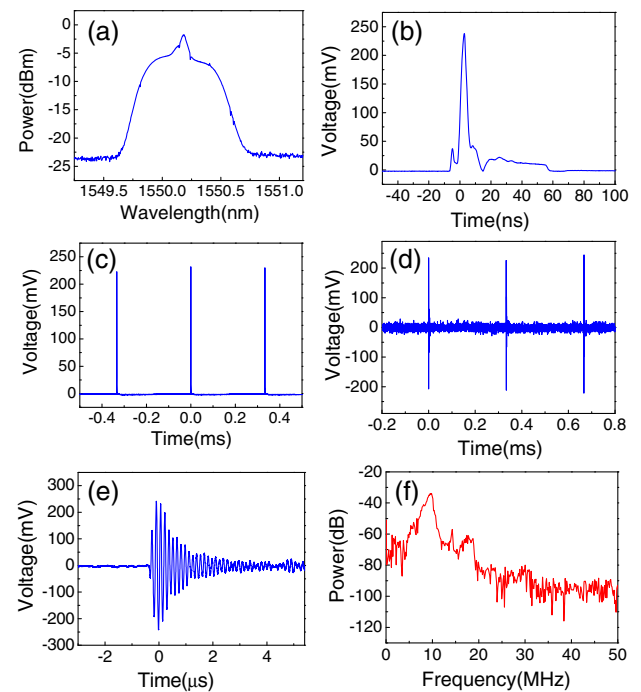 (a)
Power(dBm)
0
-5
-10
-15
-20
-25
1549.5 1550.0 1550.5 1551.0
Wavelength(nm)
(b)
Voltage(mV)
250
200
150
100
50
0
-40 -20 0 20 40 60 80 100
Time(ns)
(c)
Voltage(mV)
250
200
150
100
50
0
-0.4 -0.2 0.0 0.2 0.4
Time(ms)
(d)
Voltage(mV)
200
100
0
-100
-200
-0.2 0.0 0.2 0.4 0.6 0.8
Time(ms)
(e)
Voltage(mV)
300
200
100
0
-100
-200
-300
-2 0 2 4
Time(μs)
(f)
Power(dB)
-20
-40
-60
-80
-100
-120
0 10 20 30 40 50
Frequency(MHz)